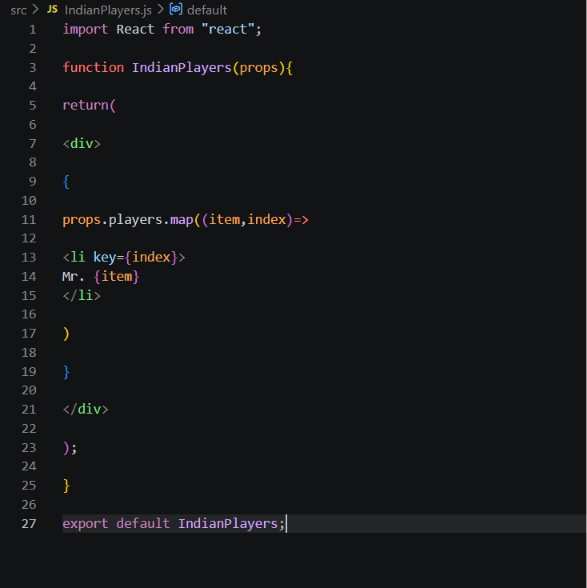 src > JS IndianPlayers.js > default
1 import React from "react";
2
3 function IndianPlayers(props){
4
5 return(
6
7 <div>
8
9 {
10
11 props.players.map((item,index)=>
12
13 <li key={index}>
14 Mr. {item}
15 </li>
16
17 )
18
19 }
20
21 </div>
22
23 );
24
25 }
26
27 export default IndianPlayers;